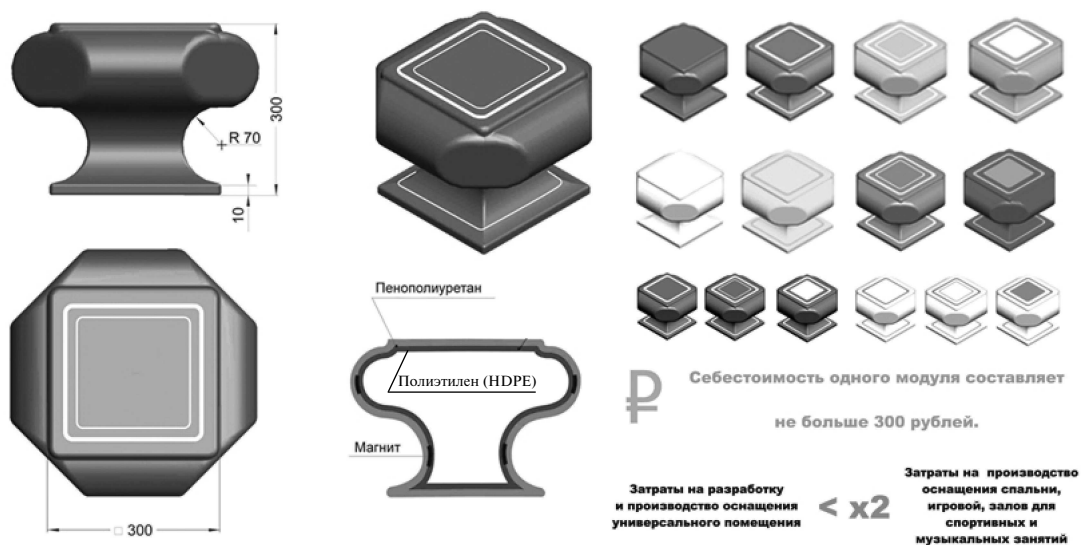 300
R 70
10
□ 300
Пенополиуретан
Полиэтилен (HDPE)
Магнит
₽
Себестоимость одного модуля составляет
не больше 300 рублей.
Затраты на разработку
и производство оснащения
универсального помещения
< x2
Затраты на производство
оснащения спальни,
игровой, залов для
спортивных и
музыкальных занятий